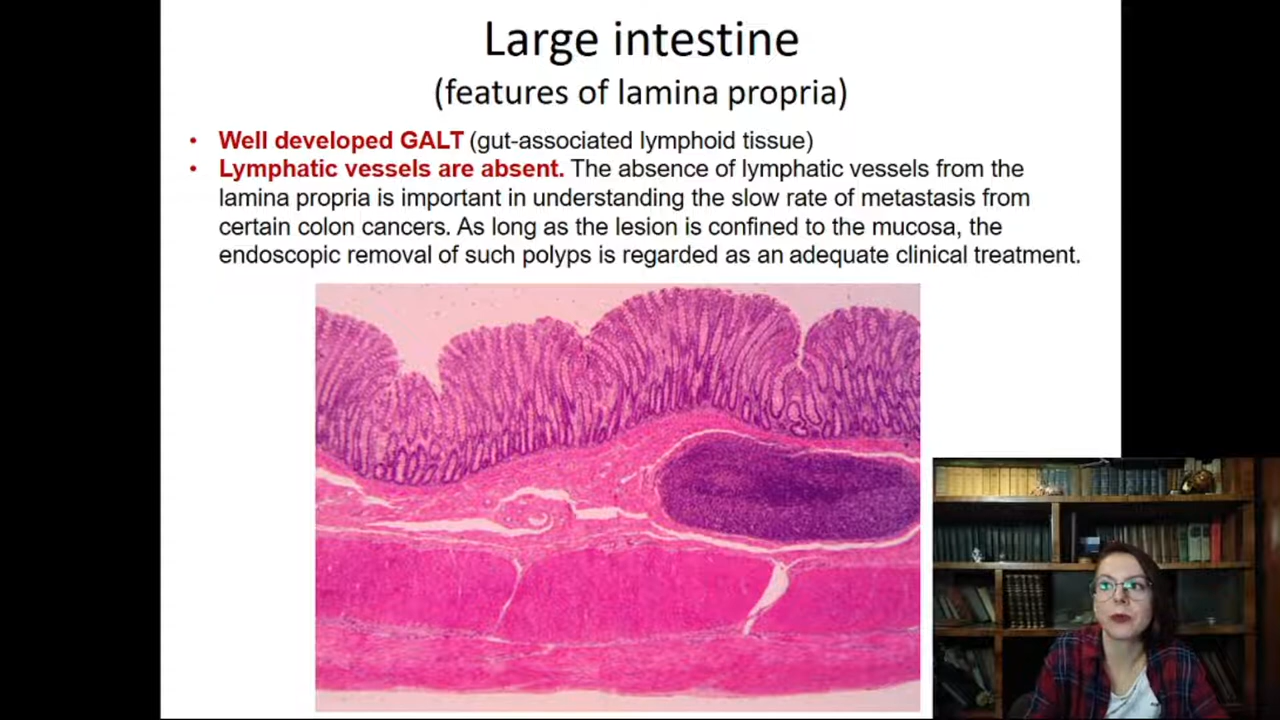 Large intestine
(features of lamina propria)
• Well developed GALT (gut-associated lymphoid tissue)
• Lymphatic vessels are absent. The absence of lymphatic vessels from the
lamina propria is important in understanding the slow rate of metastasis from
certain colon cancers. As long as the lesion is confined to the mucosa, the
endoscopic removal of such polyps is regarded as an adequate clinical treatment.